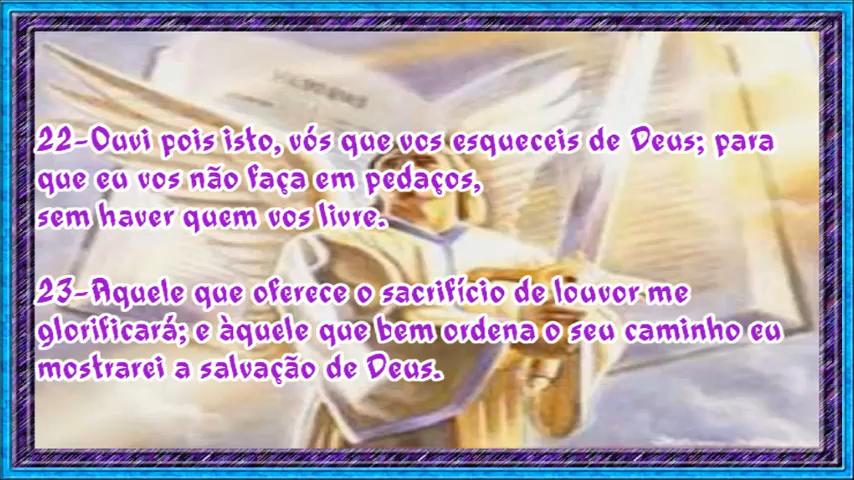 22-Ouvi pois isto, vós que vos esqueceis de Deus; para
que eu vos não faça em pedaços,
sem haver quem vos livre.
23-Aquele que oferece o sacrifício de louvor me
glorificará; e àquele que bem ordena o seu caminho eu
mostrarei a salvação de Deus.